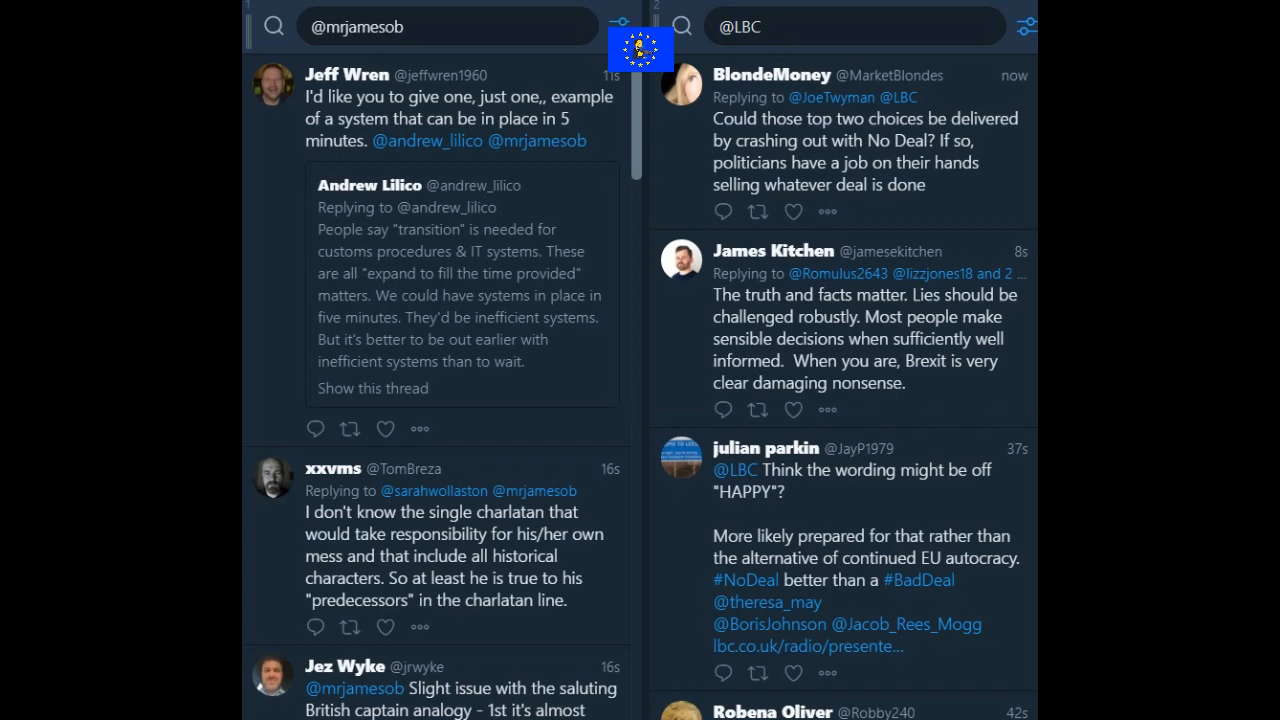 1
@mrjamesob
Jeff Wren @jeffwren1960 11s
I'd like you to give one, just one,, example
of a system that can be in place in 5
minutes. @andrew_lilico @mrjamesob
Andrew Lilico @andrew_lilico
Replying to @andrew_lilico
People say "transition" is needed for
customs procedures & IT systems. These
are all "expand to fill the time provided"
matters. We could have systems in place in
five minutes. They'd be inefficient systems.
But it's better to be out earlier with
inefficient systems than to wait.
Show this thread
xxvms @TomBreza 16s
Replying to @sarahwollaston @mrjamesob
I don't know the single charlatan that
would take responsibility for his/her own
mess and that include all historical
characters. So at least he is true to his
"predecessors" in the charlatan line.
Jez Wyke @jrwyke 16s
@mrjamesob Slight issue with the saluting
British captain analogy - 1st it's almost
2
@LBC
BlondeMoney @MarketBlondes now
Replying to @JoeTwyman @LBC
Could those top two choices be delivered
by crashing out with No Deal? If so,
politicians have a job on their hands
selling whatever deal is done
James Kitchen @jamesekitchen 8s
Replying to @Romulus2643 @lizzjones18 and 2 ...
The truth and facts matter. Lies should be
challenged robustly. Most people make
sensible decisions when sufficiently well
informed.  When you are, Brexit is very
clear damaging nonsense.
julian parkin @JayP1979 37s
@LBC Think the wording might be off
"HAPPY"?
More likely prepared for that rather than
the alternative of continued EU autocracy.
#NoDeal better than a #BadDeal
@theresa_may
@BorisJohnson @Jacob_Rees_Mogg
lbc.co.uk/radio/presente...
Robena Oliver @Robby240 42s